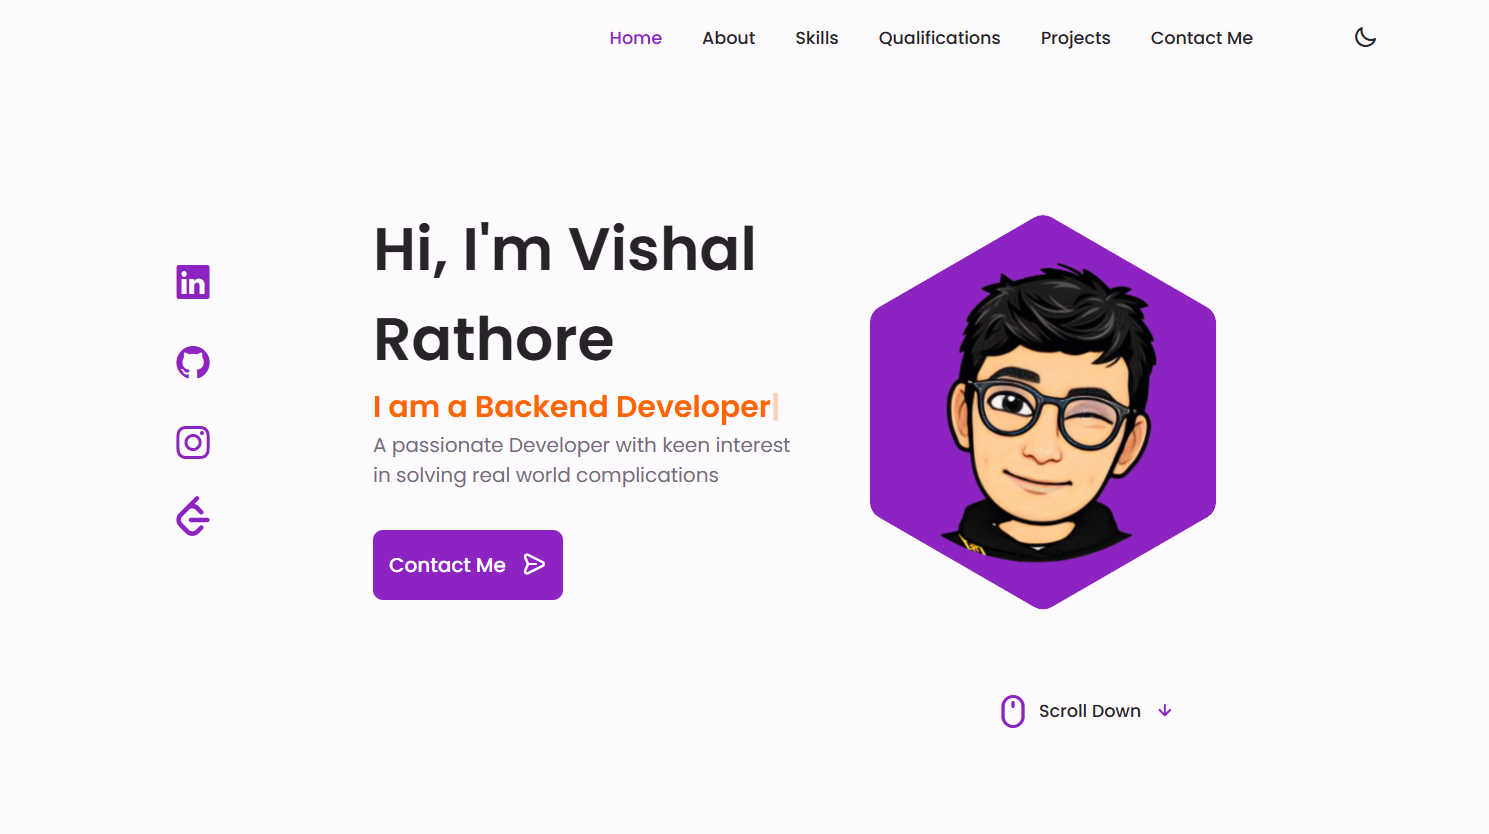 Home About Skills Qualifications Projects Contact Me
Hi, I'm Vishal
Rathore
I am a Backend Developer
A passionate Developer with keen interest
in solving real world complications
Contact Me
Scroll Down